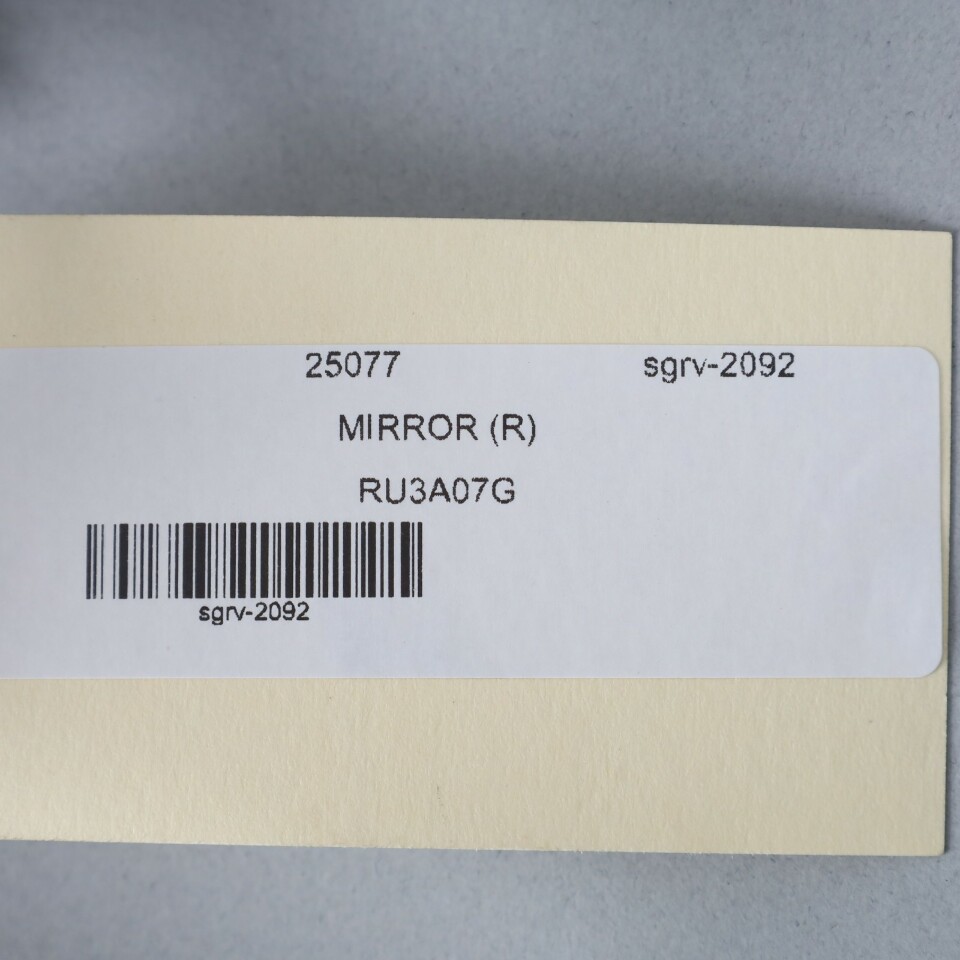 25077 sgrv-2092
MIRROR (R)
RU3A07G
sgrv-2092